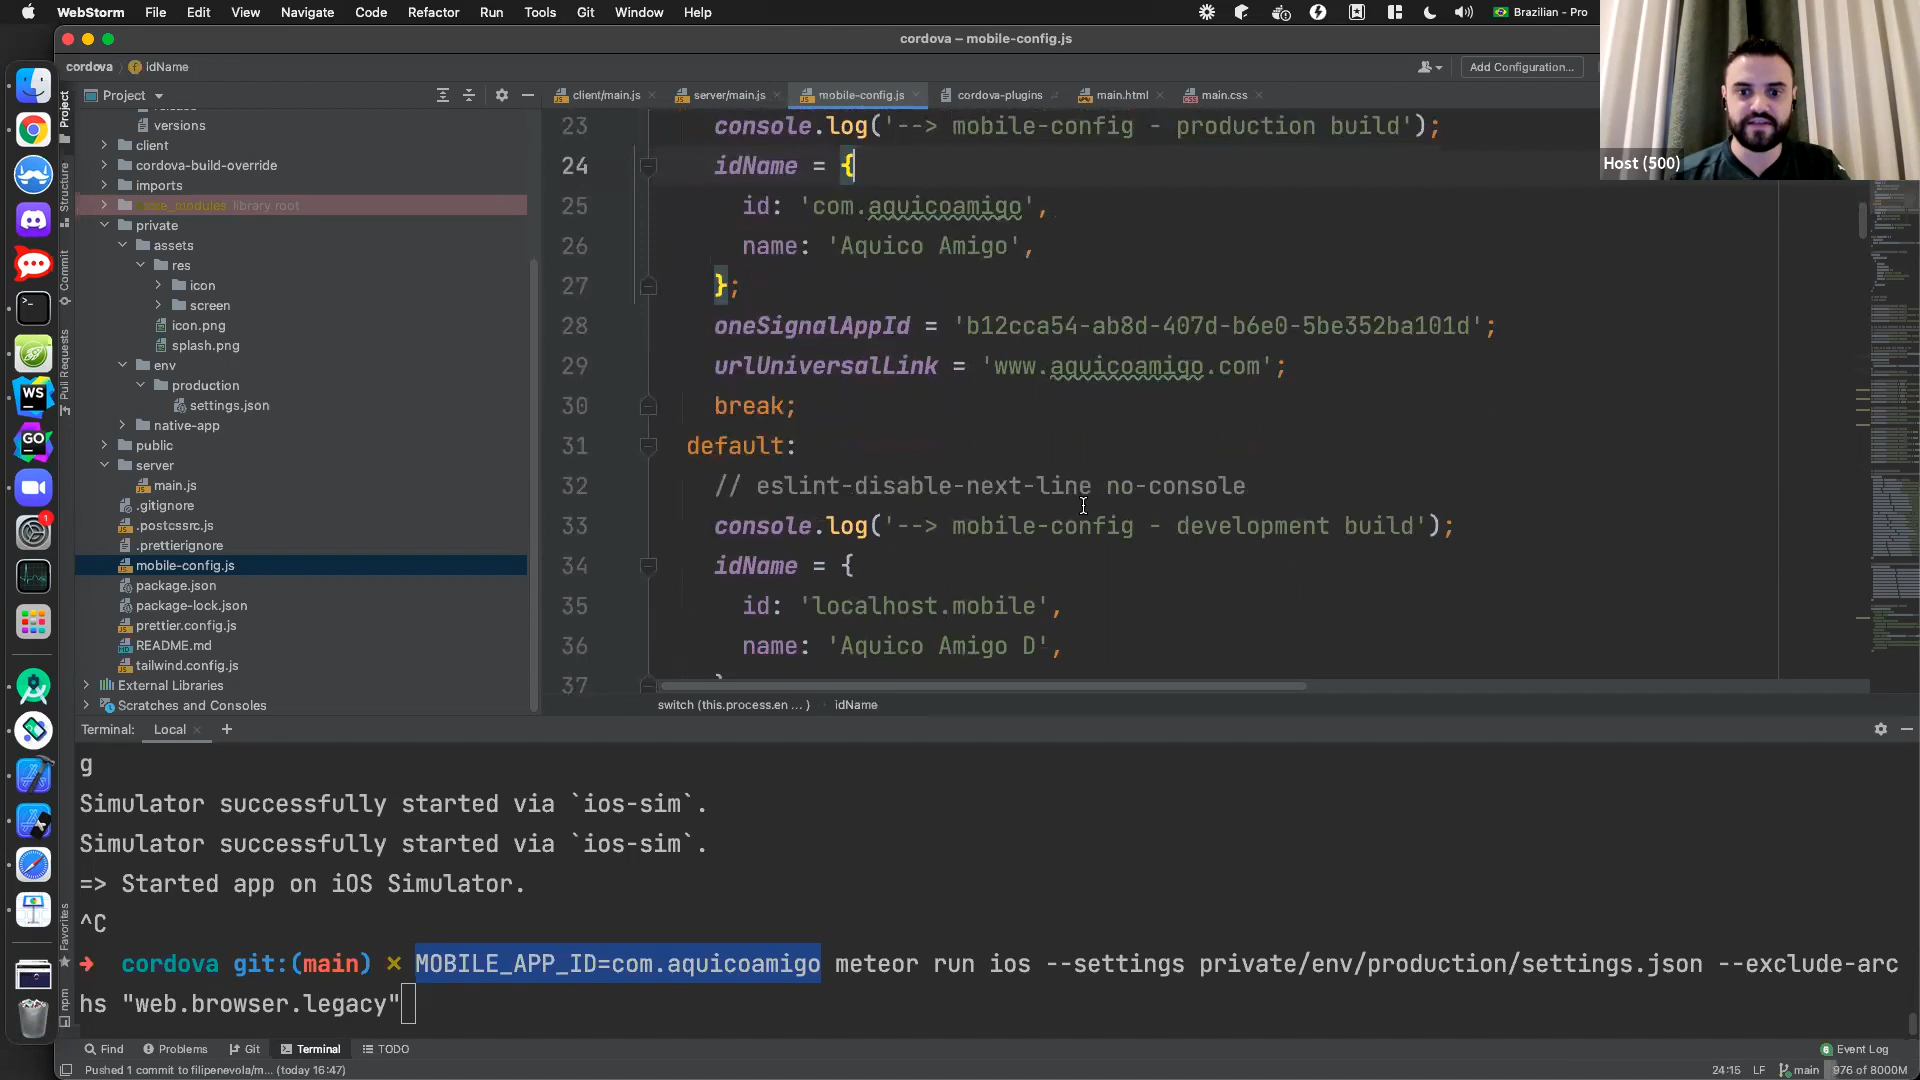 WebStorm File Edit View Navigate Code Refactor Run Tools Git Window Help Brazilian - Pro
cordova – mobile-config.js
cordova idName Add Configuration...
Project
client/main.js server/main.js mobile-config.js cordova-plugins main.html main.css
versions
client
cordova-build-override
imports
library root
private
assets
res
icon
screen
icon.png
splash.png
env
production
settings.json
native-app
public
server
main.js
.gitignore
.postcssrc.js
.prettierignore
mobile-config.js
package.json
package-lock.json
prettier.config.js
README.md
tailwind.config.js
External Libraries
Scratches and Consoles
Project
Structure
Commit
Pull Requests
Favorites
npm
23 console.log('--> mobile-config - production build');
24 idName = {
25 id: 'com.aquicoamigo',
26 name: 'Aquico Amigo',
27 };
28 oneSignalAppId = 'b12cca54-ab8d-407d-b6e0-5be352ba101d';
29 urlUniversalLink = 'www.aquicoamigo.com';
30 break;
31 default:
32 // eslint-disable-next-line no-console
33 console.log('--> mobile-config - development build');
34 idName = {
35 id: 'localhost.mobile',
36 name: 'Aquico Amigo D',
37
switch (this.process.en ... ) › idName
Host (500)
Terminal: Local
g
Simulator successfully started via `ios-sim`.
Simulator successfully started via `ios-sim`.
=> Started app on iOS Simulator.
^C
cordova git:(main) × MOBILE_APP_ID=com.aquicoamigo meteor run ios --settings private/env/production/settings.json --exclude-arc
hs "web.browser.legacy"
Find Problems Git Terminal TODO 6 Event Log
Pushed 1 commit to filipenevola/m... (today 16:47) 24:15 LF main 976 of 8000M
WS
GO
1